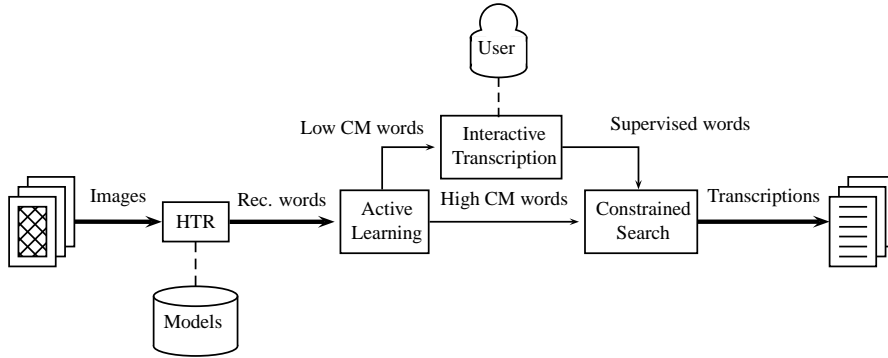 User
Low CM words
Interactive
Transcription
Supervised words
Images
HTR
Rec. words
Active
Learning
High CM words
Constrained
Search
Transcriptions
Models